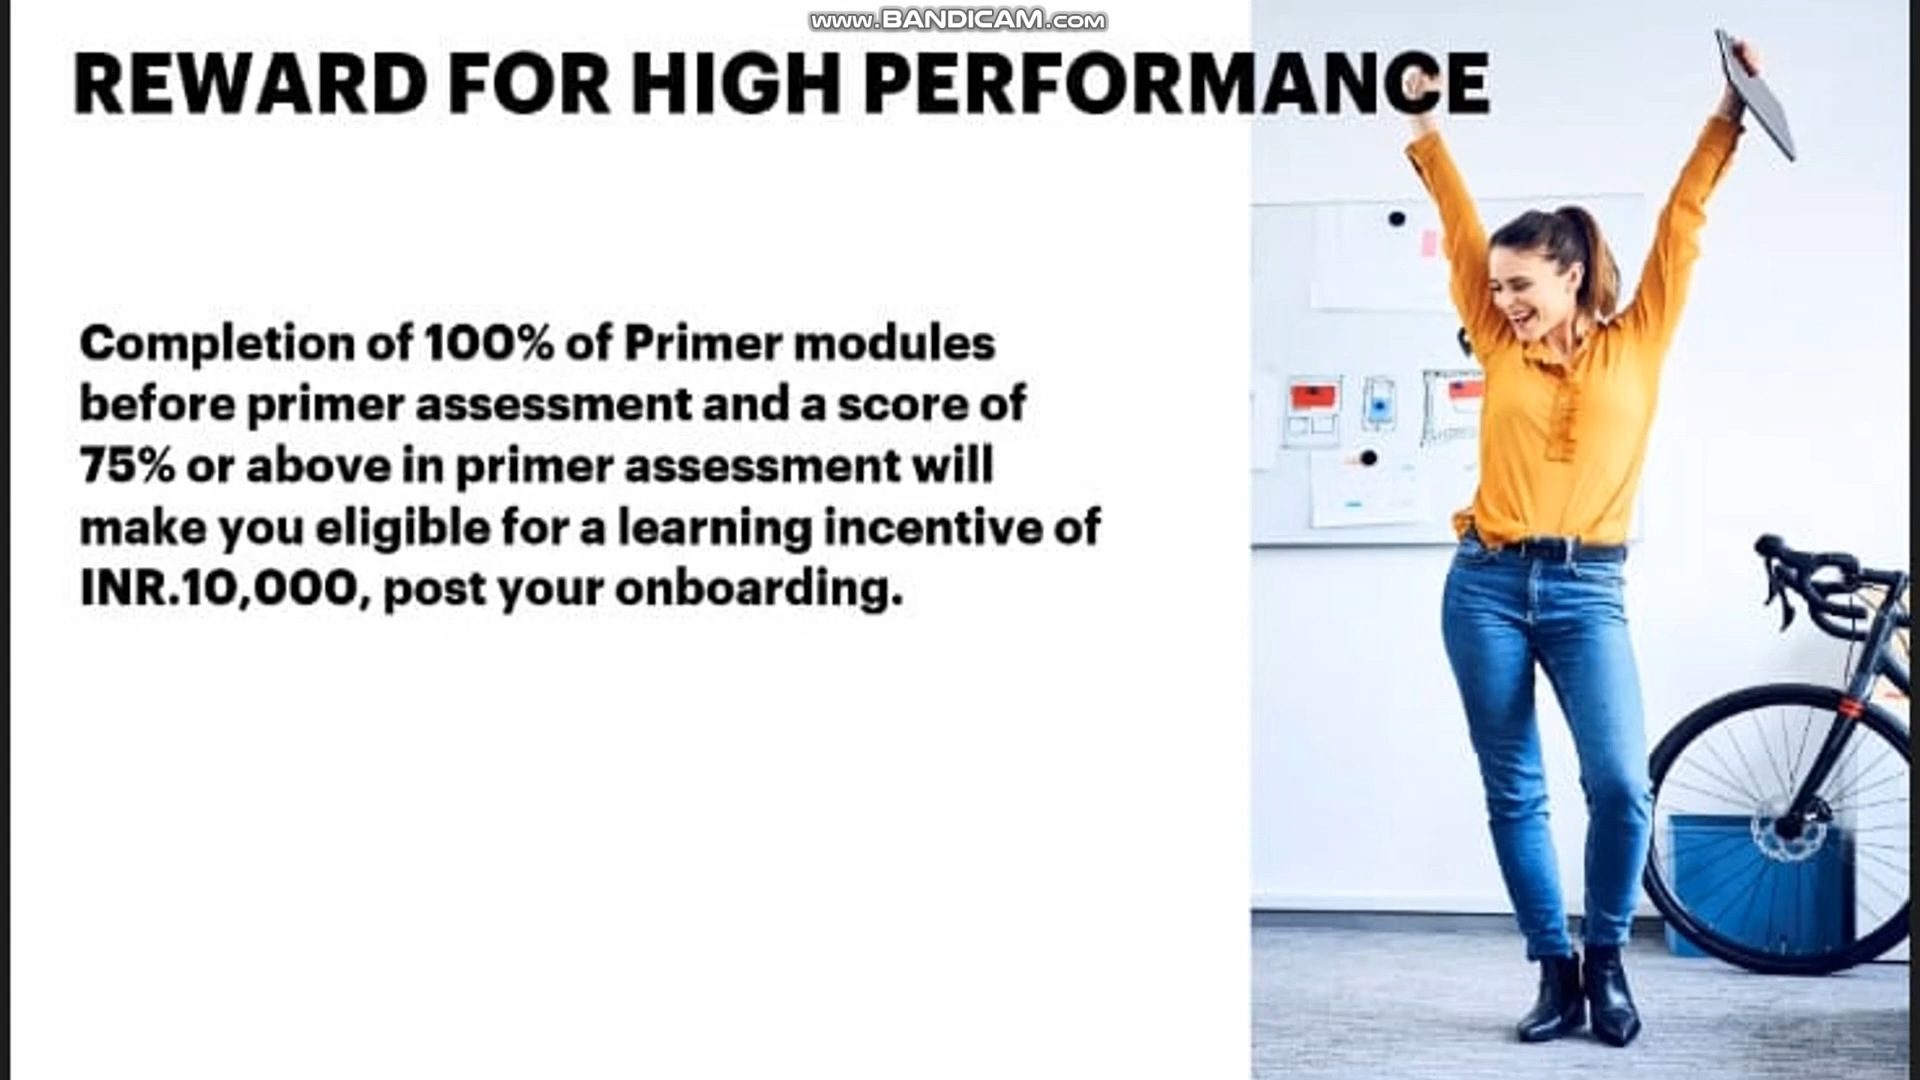 www.BANDICAM.com
REWARD FOR HIGH PERFORMANCE
Completion of 100% of Primer modules
before primer assessment and a score of
75% or above in primer assessment will
make you eligible for a learning incentive of
INR.10,000, post your onboarding.